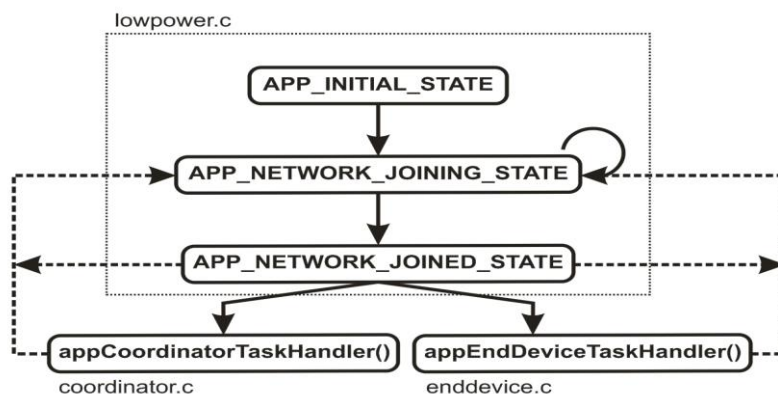 lowpower.c
APP_INITIAL_STATE
APP_NETWORK_JOINING_STATE
APP_NETWORK_JOINED_STATE
appCoordinatorTaskHandler()
appEndDeviceTaskHandler()
coordinator.c
enddevice.c